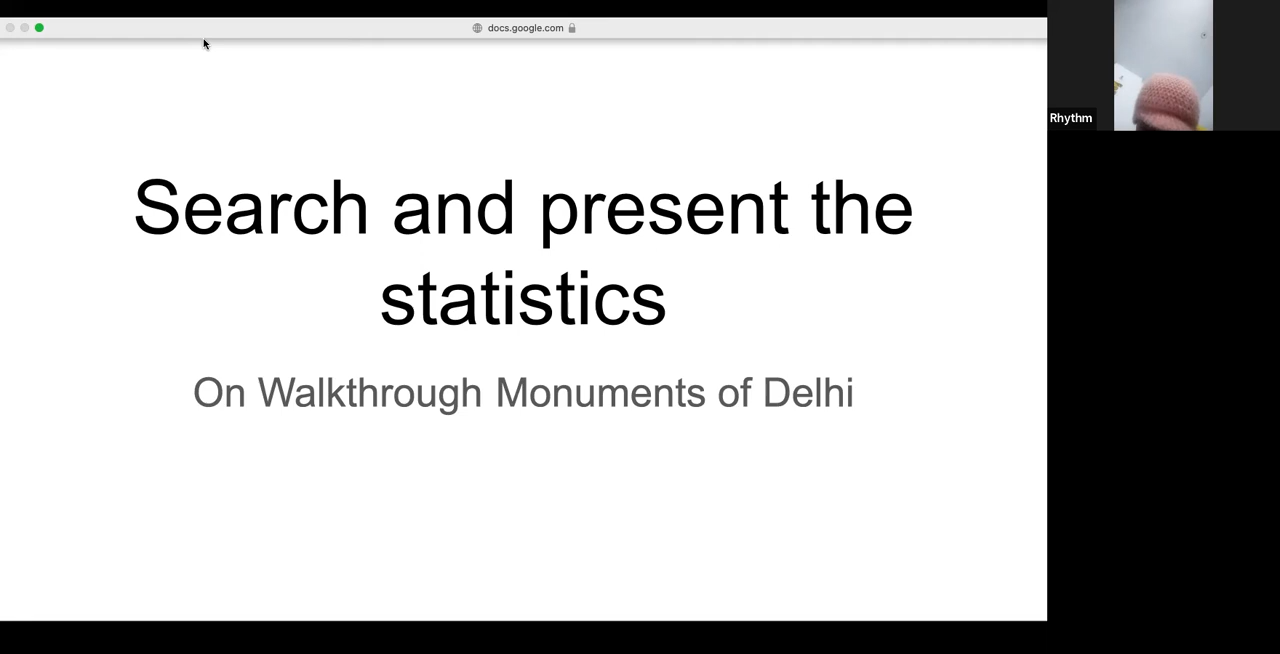 docs.google.com
Search and present the
statistics
On Walkthrough Monuments of Delhi
Rhythm